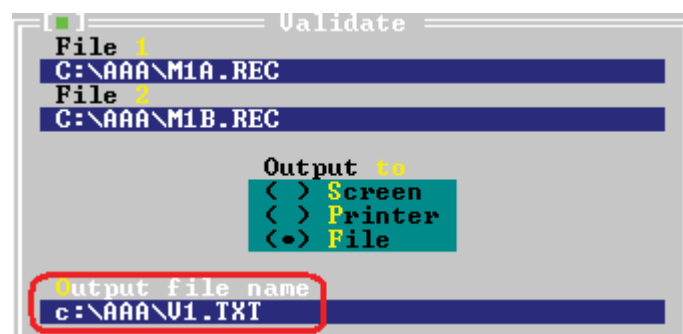 [■] Validate
File 1
C:\AAA\M1A.REC
File 2
C:\AAA\M1B.REC
Output to
( ) Screen
( ) Printer
(•) File
Output file name
c:\AAA\V1.TXT